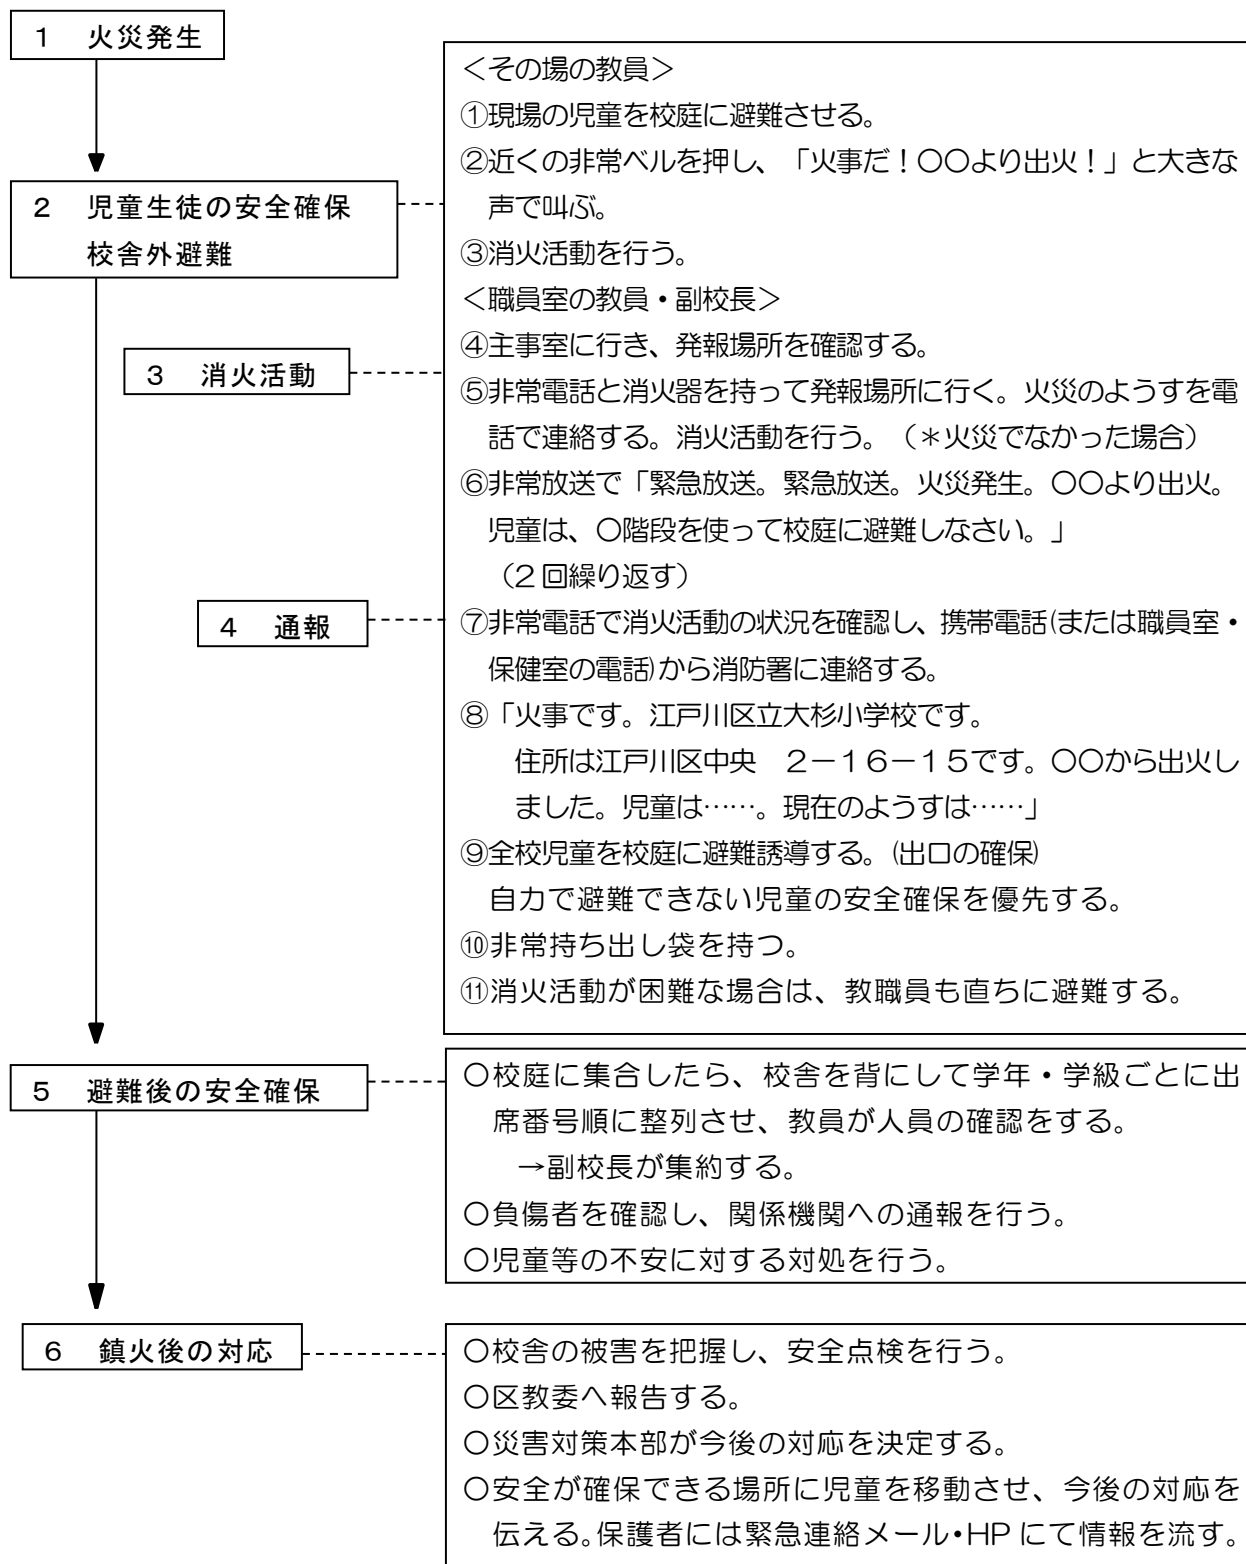 １　火災発生
２　児童生徒の安全確保
校舎外避難
３　消火活動
４　通報
＜その場の教員＞
①現場の児童を校庭に避難させる。
②近くの非常ベルを押し、「火事だ！〇〇より出火！」と大きな
声で叫ぶ。
③消火活動を行う。
＜職員室の教員・副校長＞
④主事室に行き、発報場所を確認する。
⑤非常電話と消火器を持って発報場所に行く。火災のようすを電
話で連絡する。消火活動を行う。（＊火災でなかった場合）
⑥非常放送で「緊急放送。緊急放送。火災発生。〇〇より出火。
児童は、〇階段を使って校庭に避難しなさい。」
（２回繰り返す）
⑦非常電話で消火活動の状況を確認し、携帯電話(または職員室・
保健室の電話)から消防署に連絡する。
⑧「火事です。江戸川区立大杉小学校です。
住所は江戸川区中央　２－１６－１５です。〇〇から出火し
ました。児童は……。現在のようすは……」
⑨全校児童を校庭に避難誘導する。(出口の確保)
自力で避難できない児童の安全確保を優先する。
⑩非常持ち出し袋を持つ。
⑪消火活動が困難な場合は、教職員も直ちに避難する。
５　避難後の安全確保
〇校庭に集合したら、校舎を背にして学年・学級ごとに出
席番号順に整列させ、教員が人員の確認をする。
→副校長が集約する。
〇負傷者を確認し、関係機関への通報を行う。
〇児童等の不安に対する対処を行う。
６　鎮火後の対応
〇校舎の被害を把握し、安全点検を行う。
〇区教委へ報告する。
〇災害対策本部が今後の対応を決定する。
〇安全が確保できる場所に児童を移動させ、今後の対応を
伝える。保護者には緊急連絡メール・HP にて情報を流す。